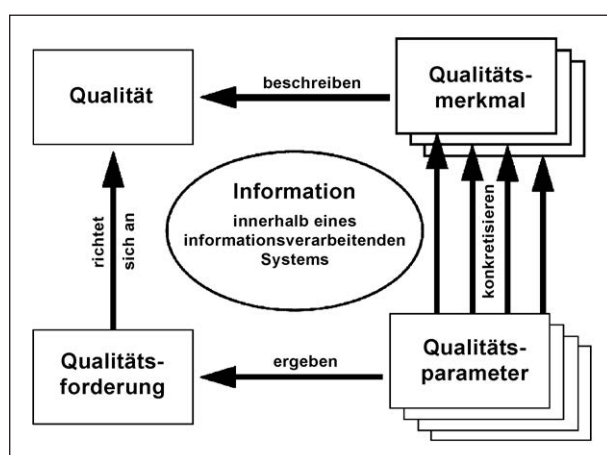 Qualität
beschreiben
Qualitäts-
merkmal
Information
innerhalb eines
informationsverarbeitenden
Systems
richtet
sich an
konkretisieren
Qualitäts-
forderung
ergeben
Qualitäts-
parameter